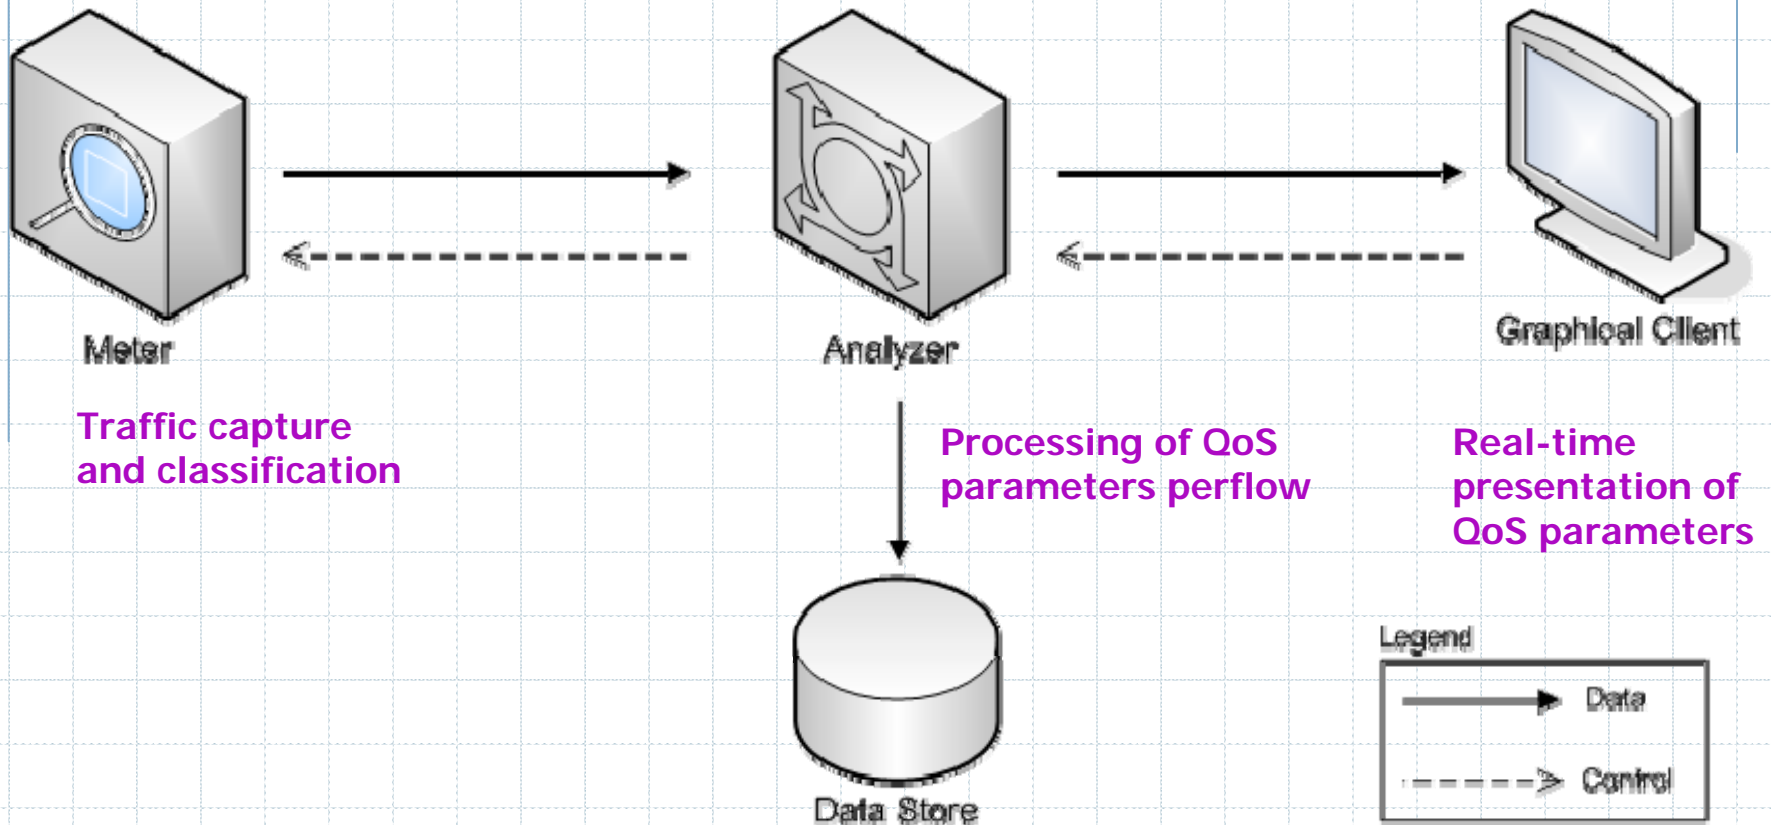 Meter
Analyzer
Graphical Client
Traffic capture
and classification
Processing of QoS
parameters perflow
Real-time
presentation of
QoS parameters
Data Store
Legend
Data
Control